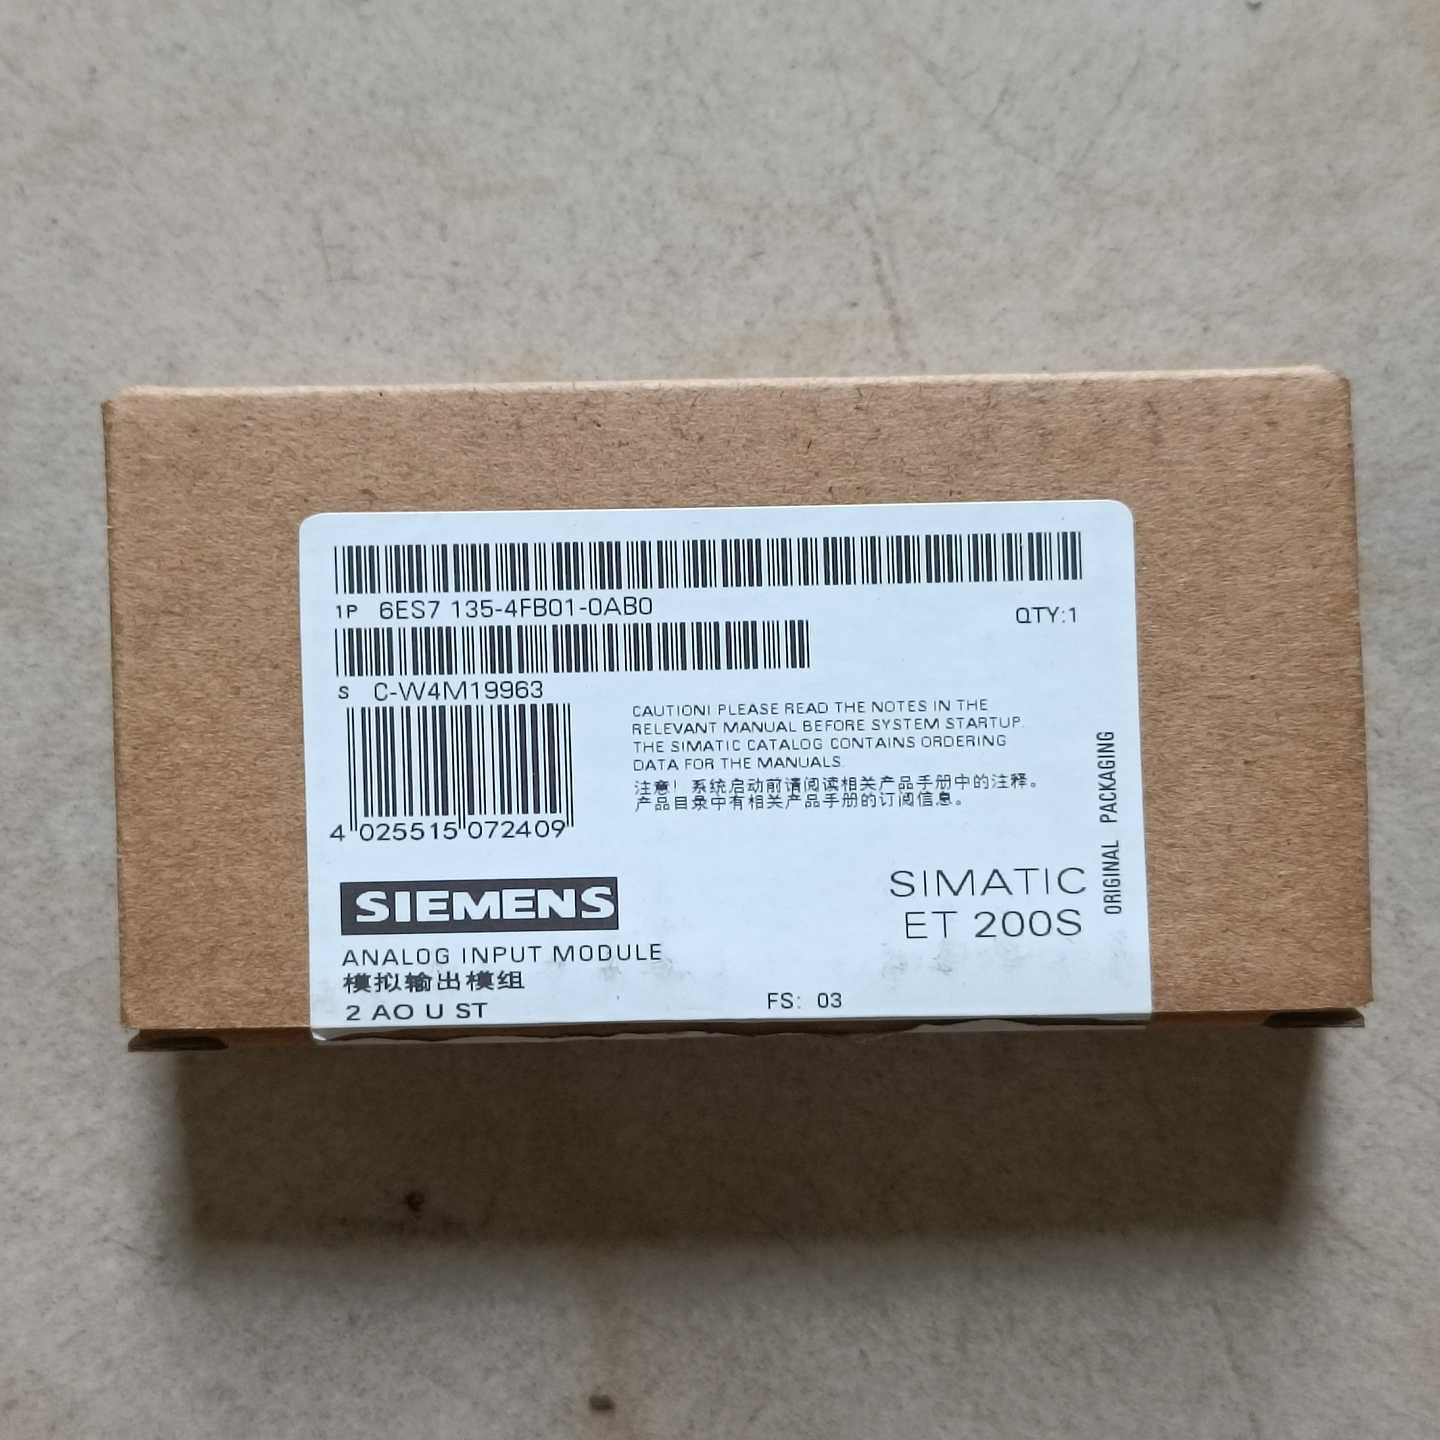 1P 6ES7 135-4FB01-0AB0
QTY:1
S C-W4M19963
CAUTION! PLEASE READ THE NOTES IN THE
RELEVANT MANUAL BEFORE SYSTEM STARTUP.
THE SIMATIC CATALOG CONTAINS ORDERING
DATA FOR THE MANUALS.
注意！系统启动前请阅读相关产品手册中的注释。
产品目录中有相关产品手册的订阅信息。
4 025515 072409
ORIGINAL PACKAGING
SIEMENS
SIMATIC
ET 200S
ANALOG INPUT MODULE
模拟输出模组
2 AO U ST
FS: 03